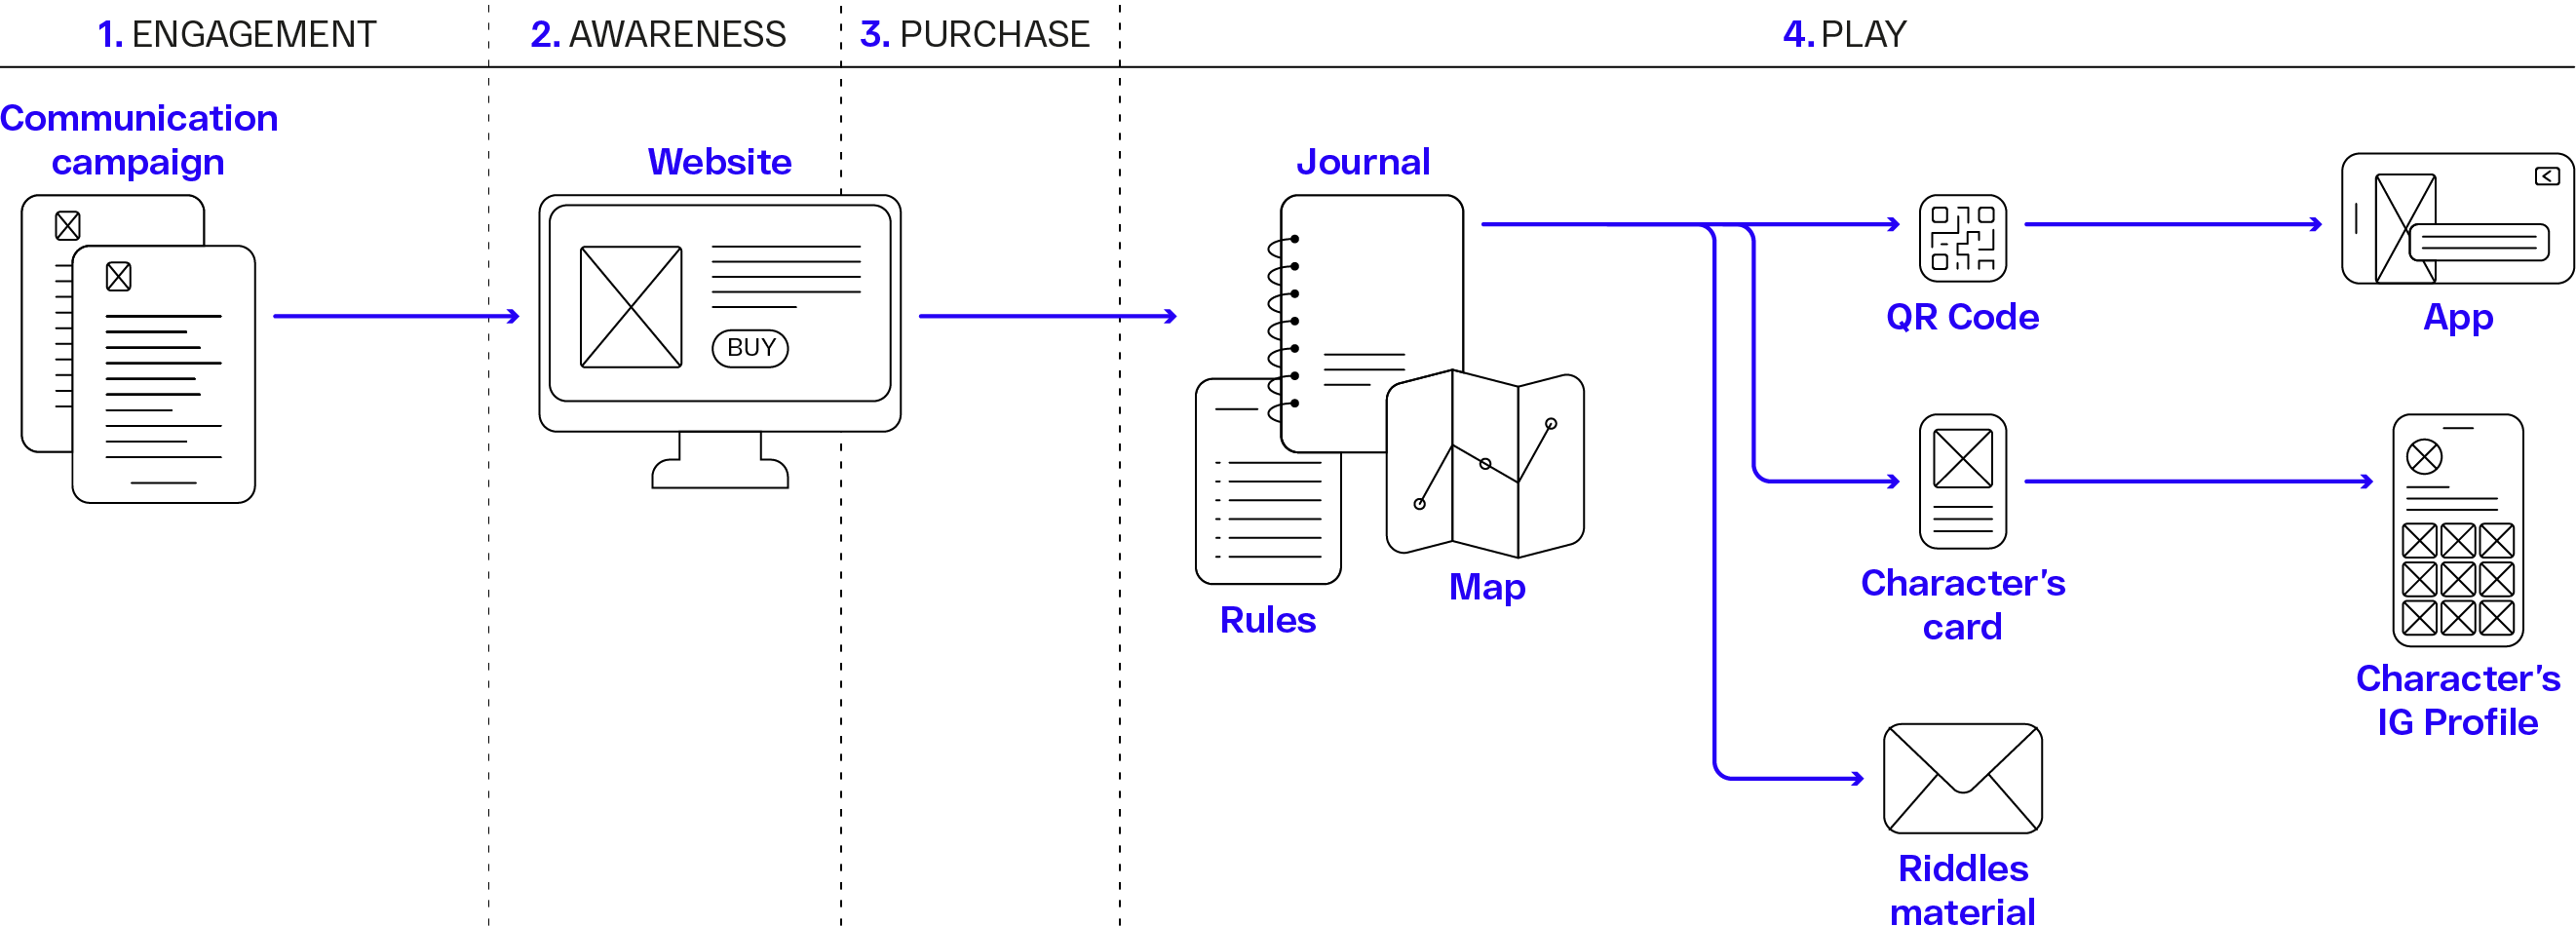 1. ENGAGEMENT
2. AWARENESS
3. PURCHASE
4. PLAY
Communication
campaign
Website
BUY
Journal
Rules
Map
QR Code
App
Character’s
card
Character’s
IG Profile
Riddles
material